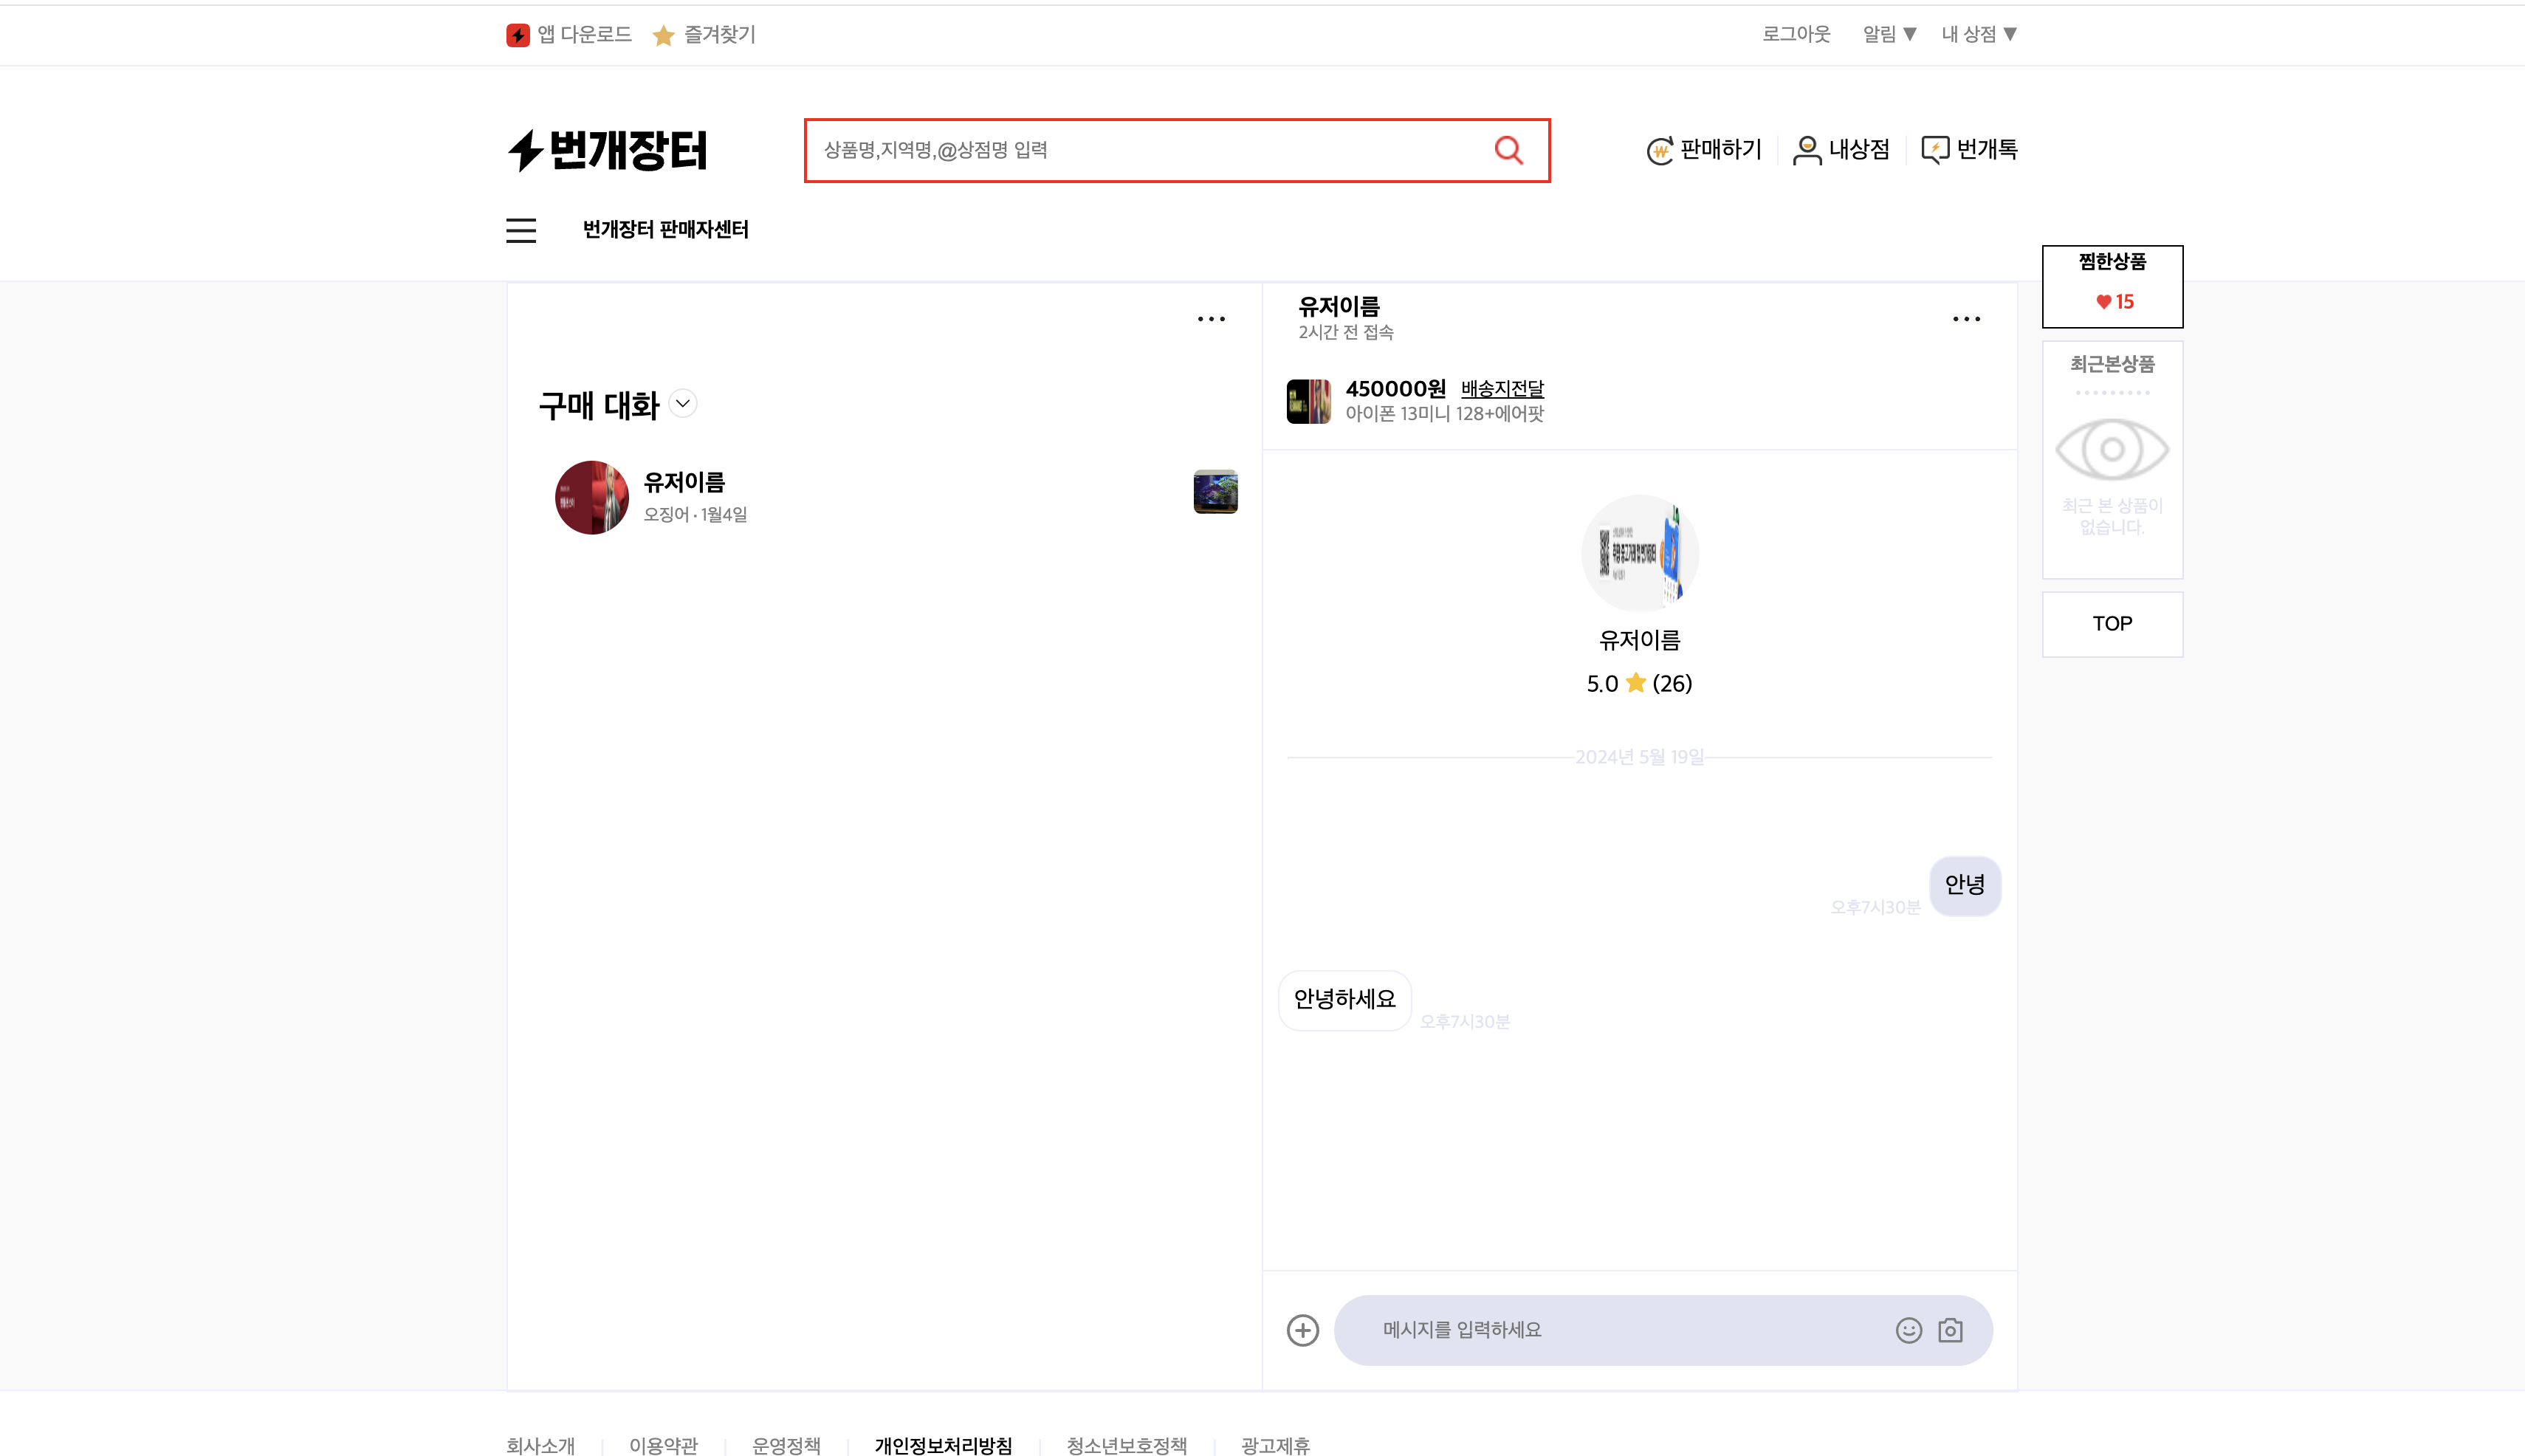 앱 다운로드 즐겨찾기
로그아웃 알림 ▼ 내 상점 ▼
번개장터
상품명,지역명,@상점명 입력
판매하기 내상점 번개톡
번개장터 판매자센터
찜한상품
15
최근본상품
최근 본 상품이
없습니다.
TOP
구매 대화
유저이름
오징어 · 1월4일
유저이름
2시간 전 접속
450000원 배송지전달
아이폰 13미니 128+에어팟
유저이름
5.0 (26)
2024년 5월 19일
안녕
오후7시30분
안녕하세요
오후7시30분
메시지를 입력하세요
회사소개 이용약관 운영정책 개인정보처리방침 청소년보호정책 광고제휴